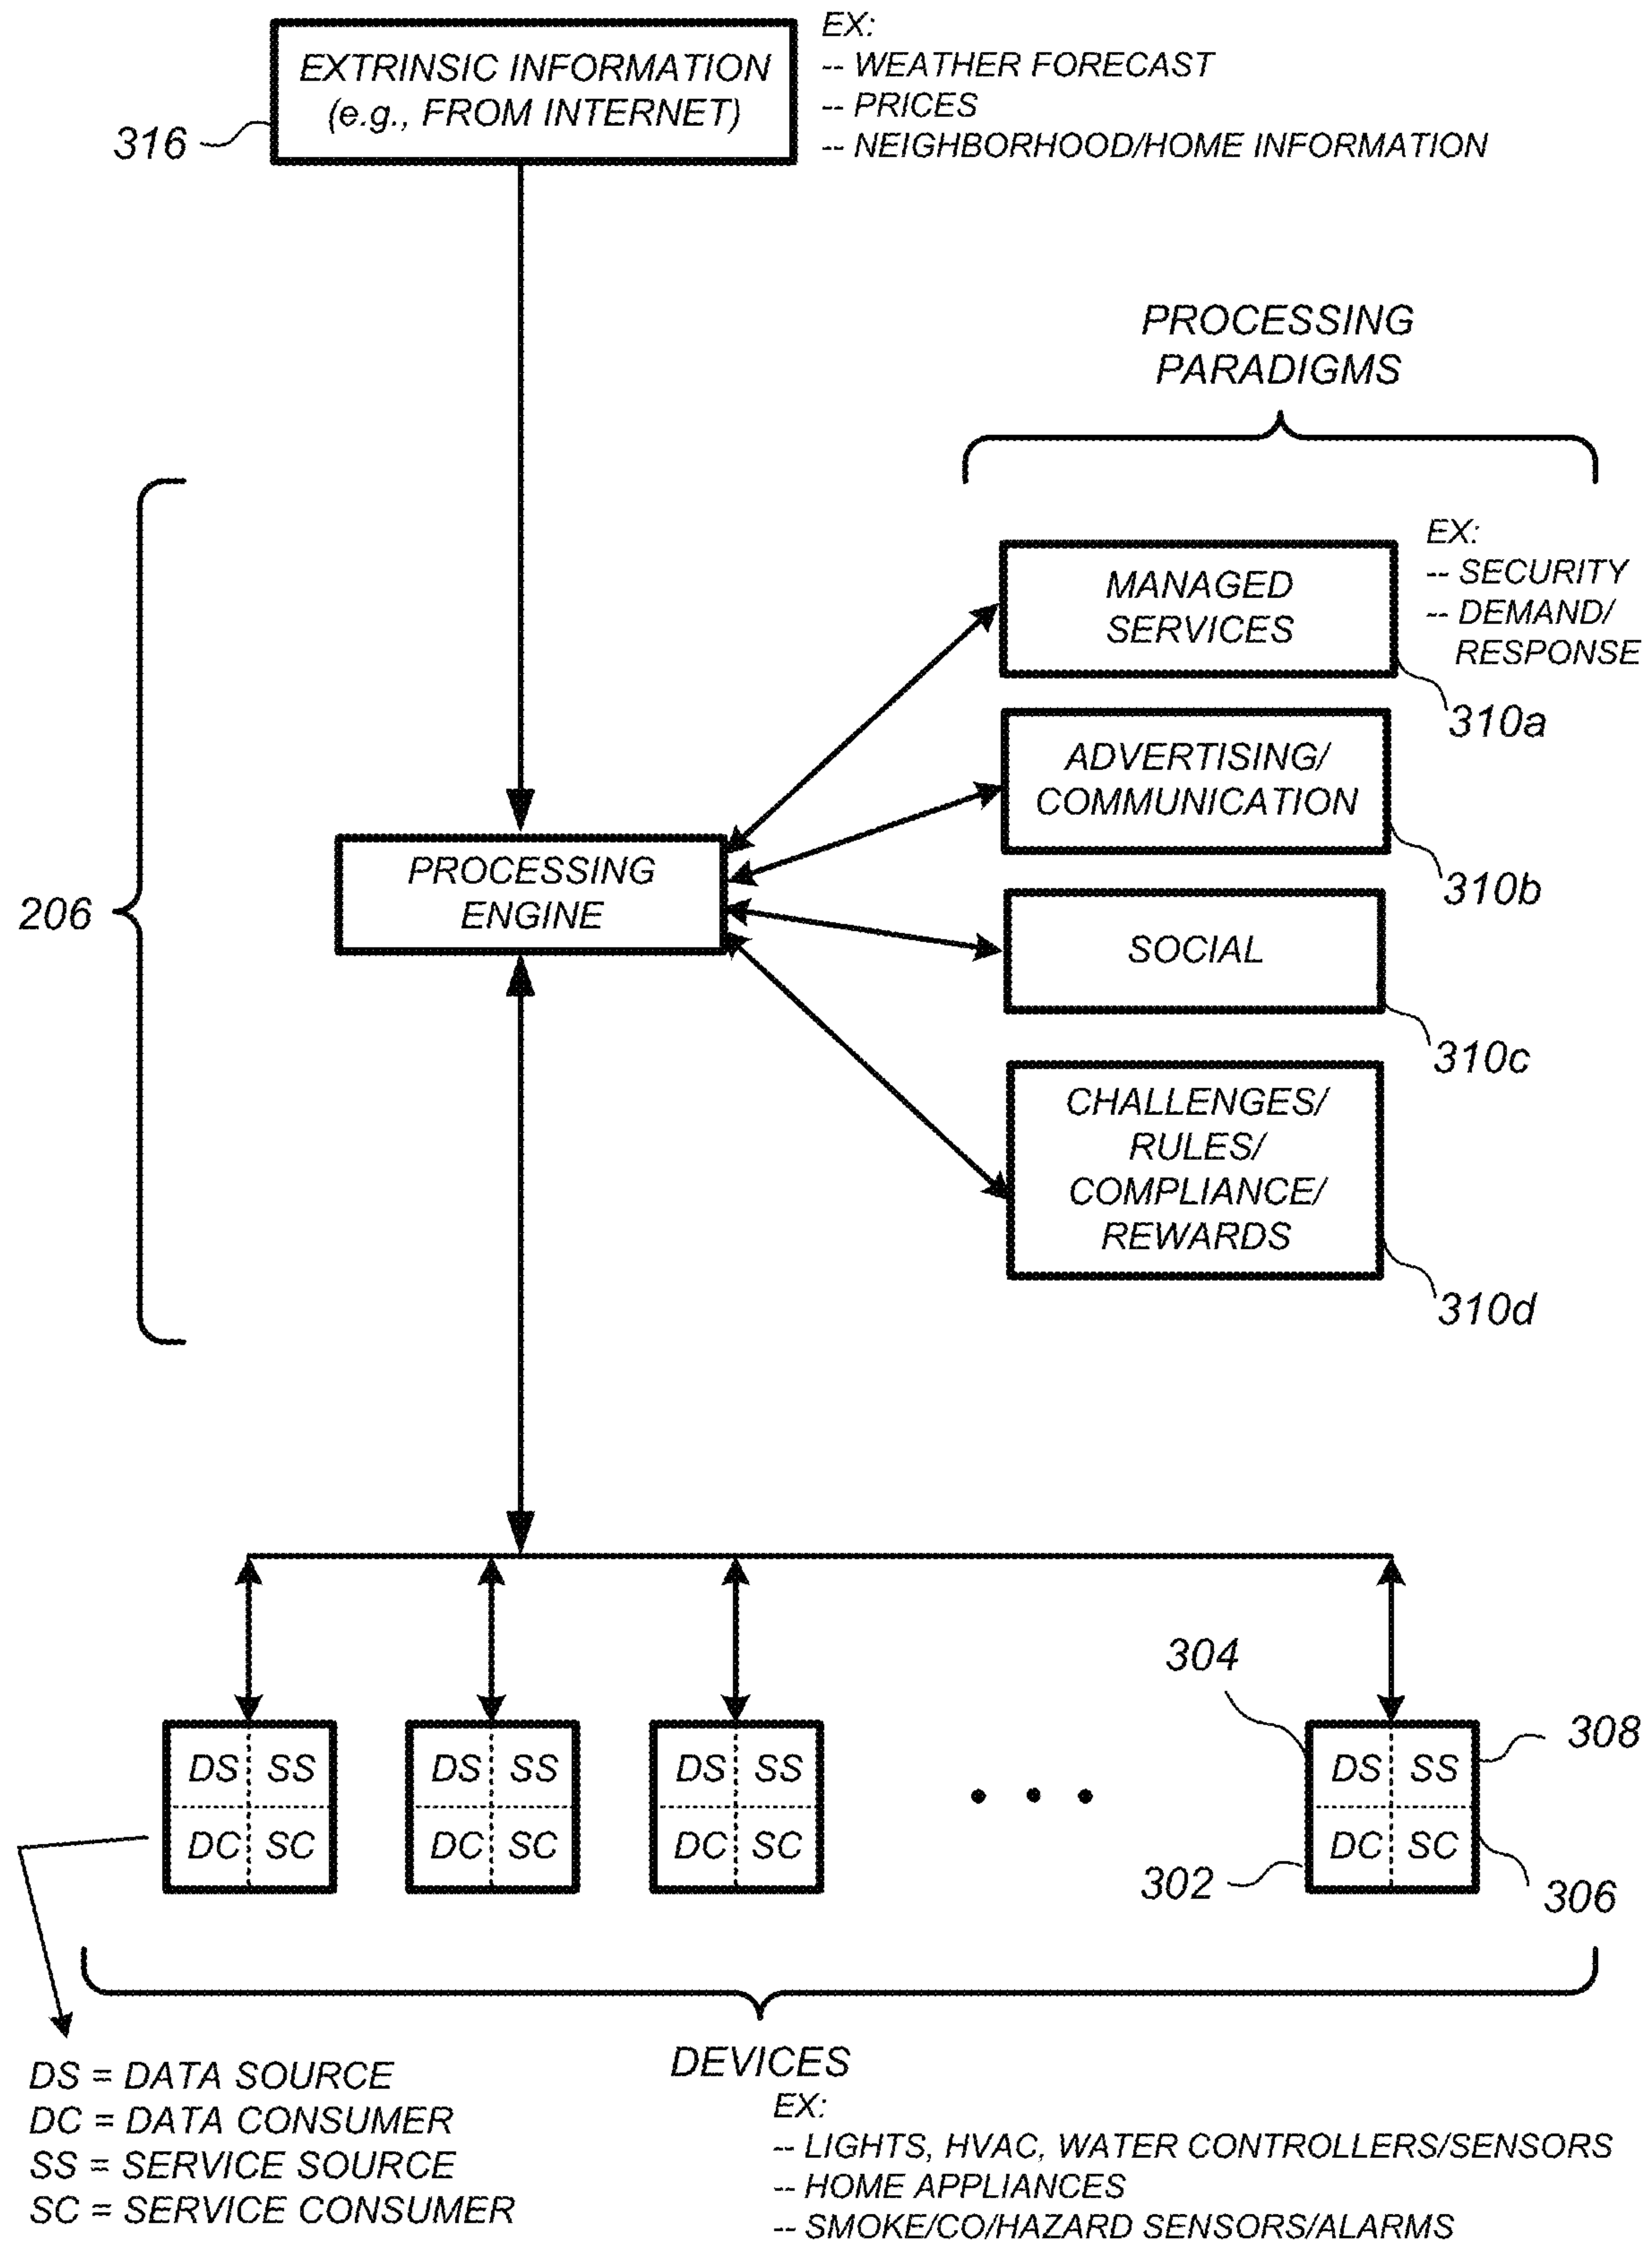 EXTRINSIC INFORMATION
(e.g., FROM INTERNET)
316
EX:
-- WEATHER FORECAST
-- PRICES
-- NEIGHBORHOOD/HOME INFORMATION
PROCESSING
PARADIGMS
206
PROCESSING
ENGINE
MANAGED
SERVICES
EX:
-- SECURITY
-- DEMAND/
RESPONSE
310a
ADVERTISING/
COMMUNICATION
310b
SOCIAL
310c
CHALLENGES/
RULES/
COMPLIANCE/
REWARDS
310d
DS SS
DC SC
DS SS
DC SC
DS SS
DC SC
• • •
304
DS SS
DC SC
308
302
306
DS = DATA SOURCE
DC = DATA CONSUMER
SS = SERVICE SOURCE
SC = SERVICE CONSUMER
DEVICES
EX:
-- LIGHTS, HVAC, WATER CONTROLLERS/SENSORS
-- HOME APPLIANCES
-- SMOKE/CO/HAZARD SENSORS/ALARMS